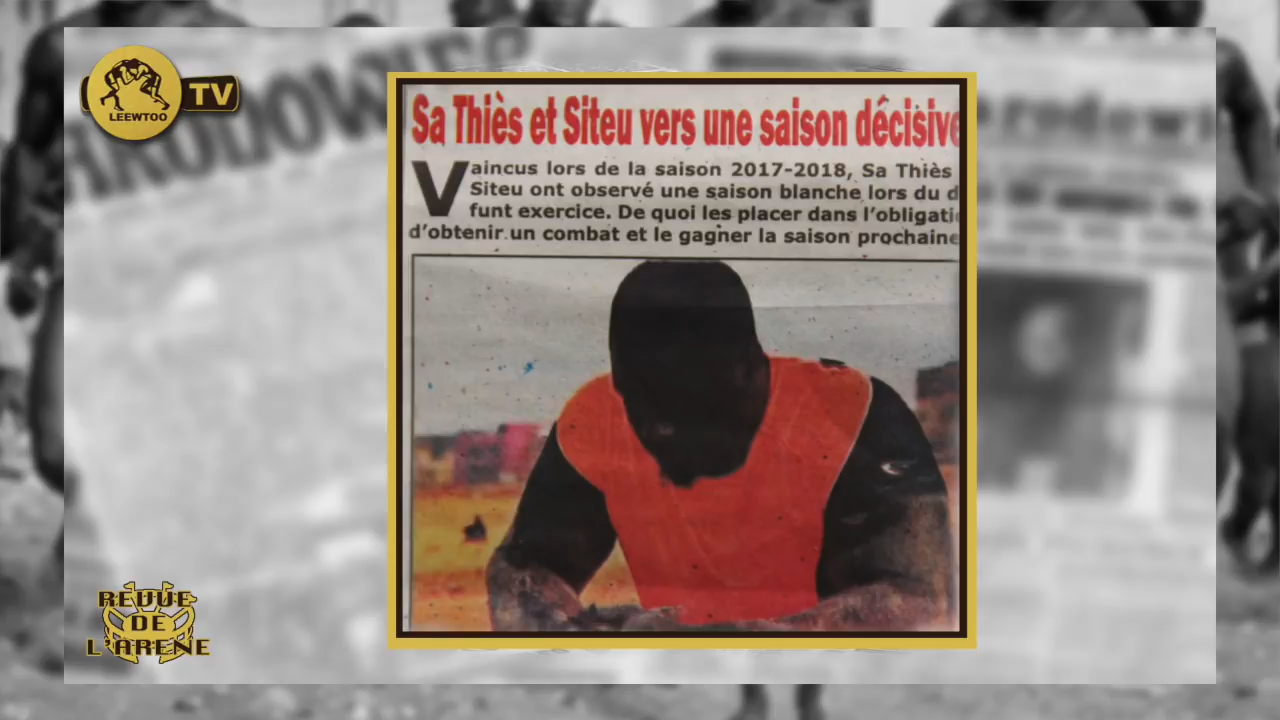 LEEWTOO
TV
Sa Thiès et Siteu vers une saison décisive
Vaincus lors de la saison 2017-2018, Sa Thiès
Siteu ont observé une saison blanche lors du d
funt exercice. De quoi les placer dans l'obligati
d'obtenir un combat et le gagner la saison prochaine
REVUE
DE
L'ARENE